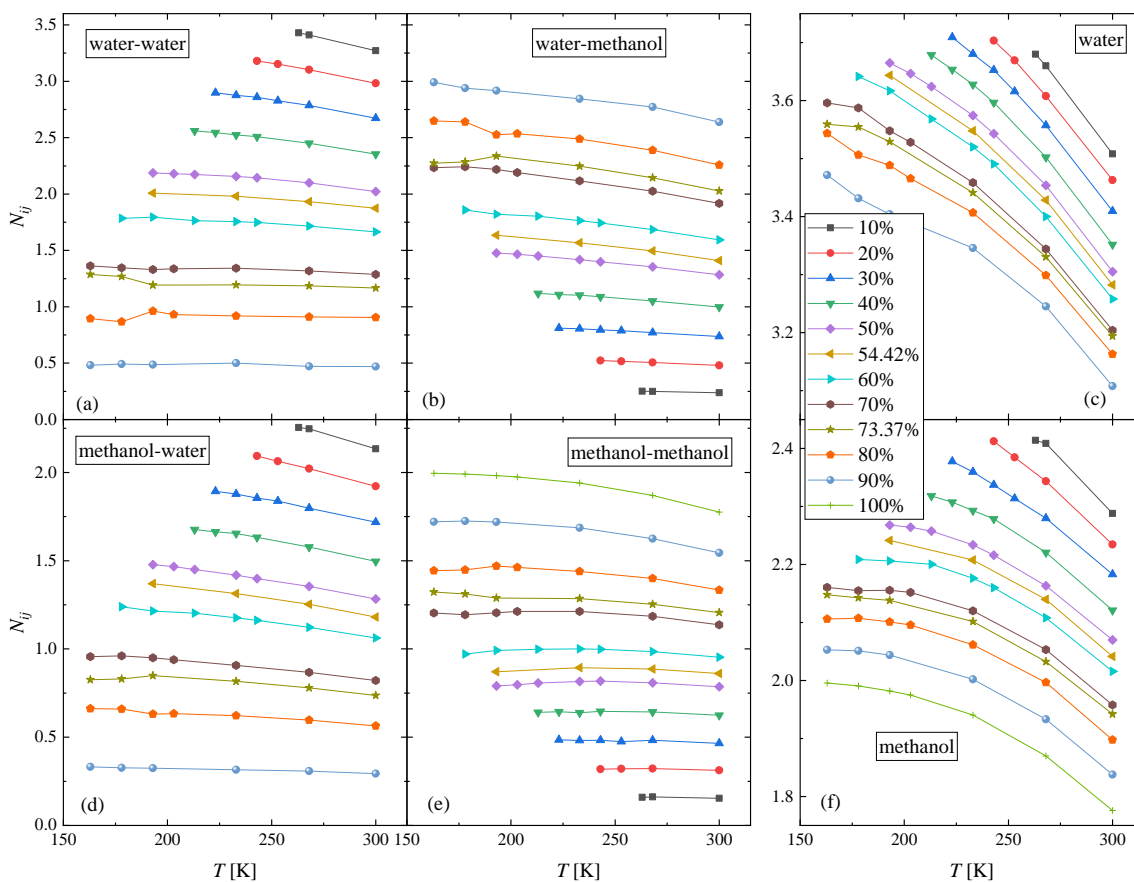 water-water
water-methanol
water
N_ij
3.5
3.0
2.5
2.0
1.5
1.0
0.5
0.0
(a)
(b)
3.6
3.4
3.2
(c)
10%
20%
30%
40%
50%
54.42%
60%
70%
73.37%
80%
90%
100%
methanol-water
methanol-methanol
methanol
N_ij
2.0
1.5
1.0
0.5
0.0
(d)
(e)
2.4
2.2
2.0
1.8
(f)
150 200 250 300
150 200 250 300
150 200 250 300
T [K]
T [K]
T [K]